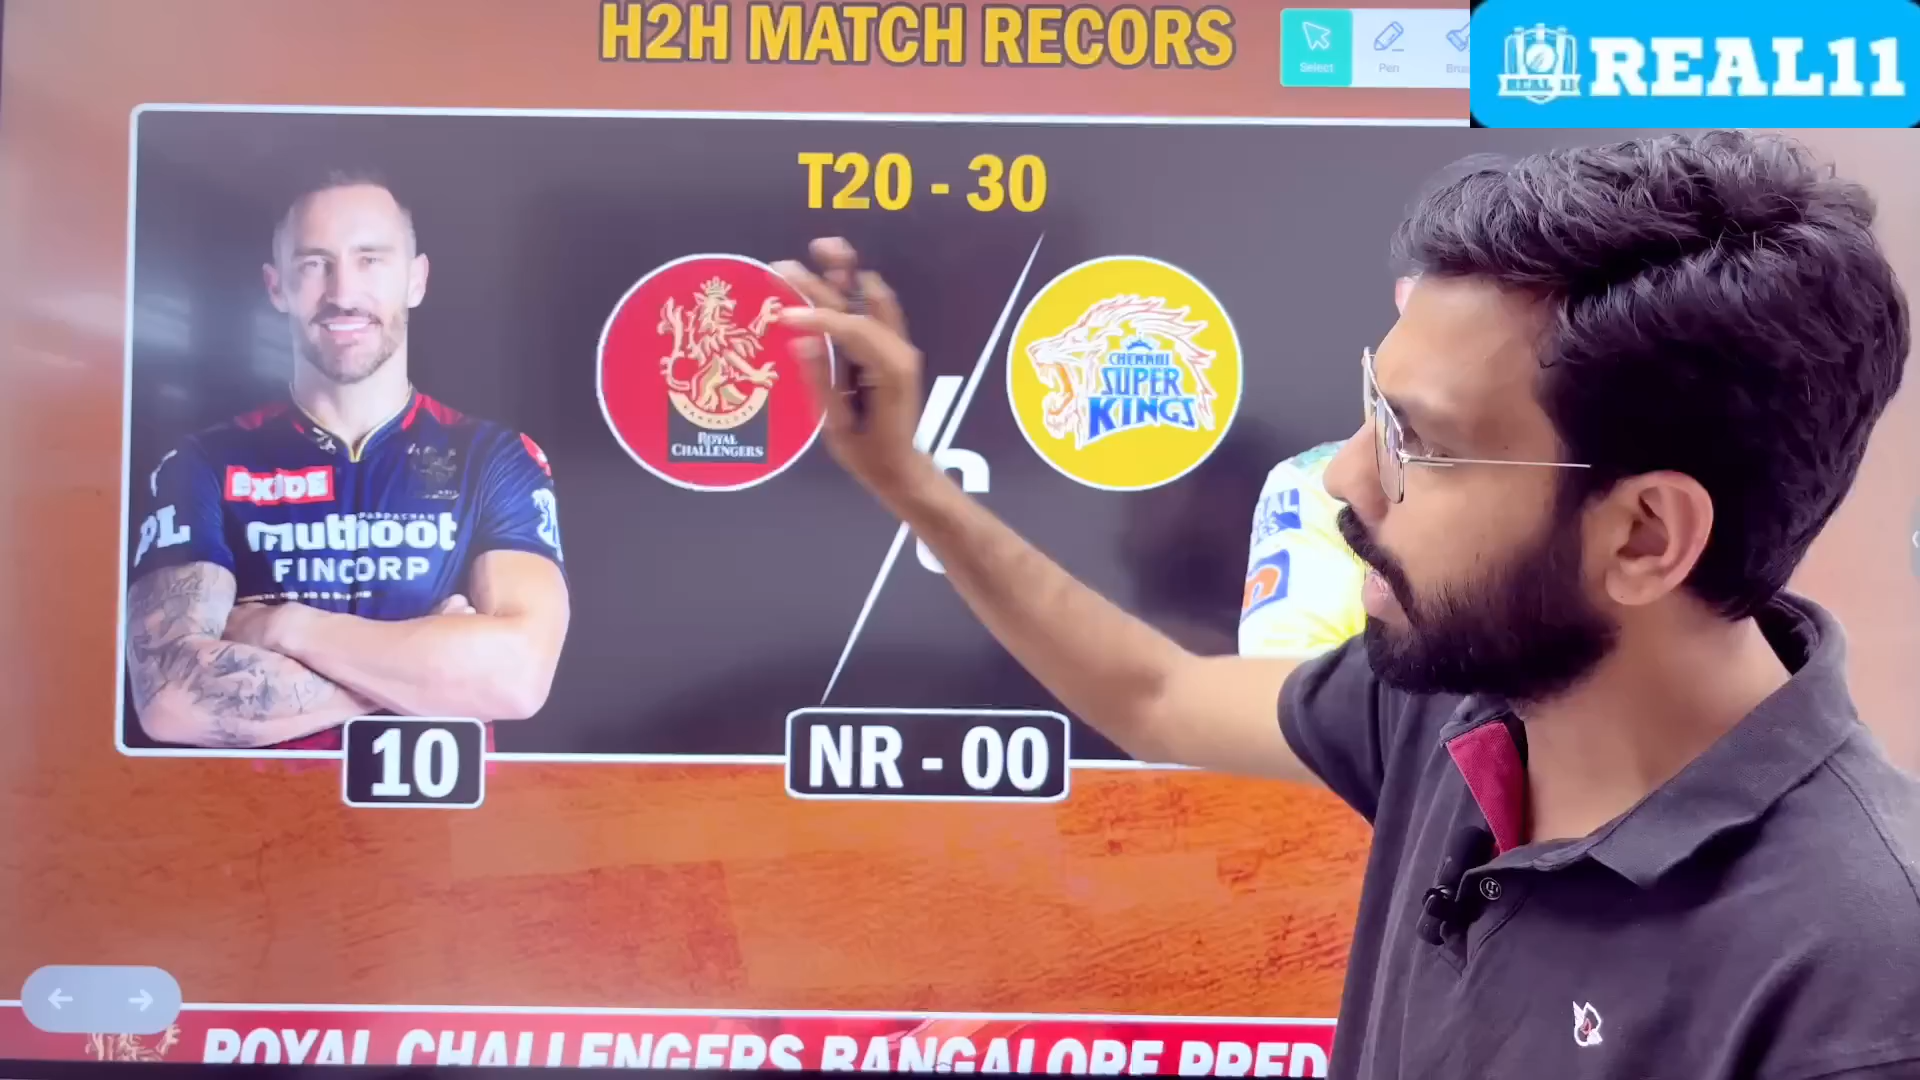 H2H MATCH RECORS
Select
Pen
REAL11
T20 - 30
ROYAL
CHALLENGERS
CHENNAI
SUPER
KINGS
EXIDE
PL
muthoot
FINCORP
10
NR - 00
ROYAL CHALLENGERS BANGALORE PRED